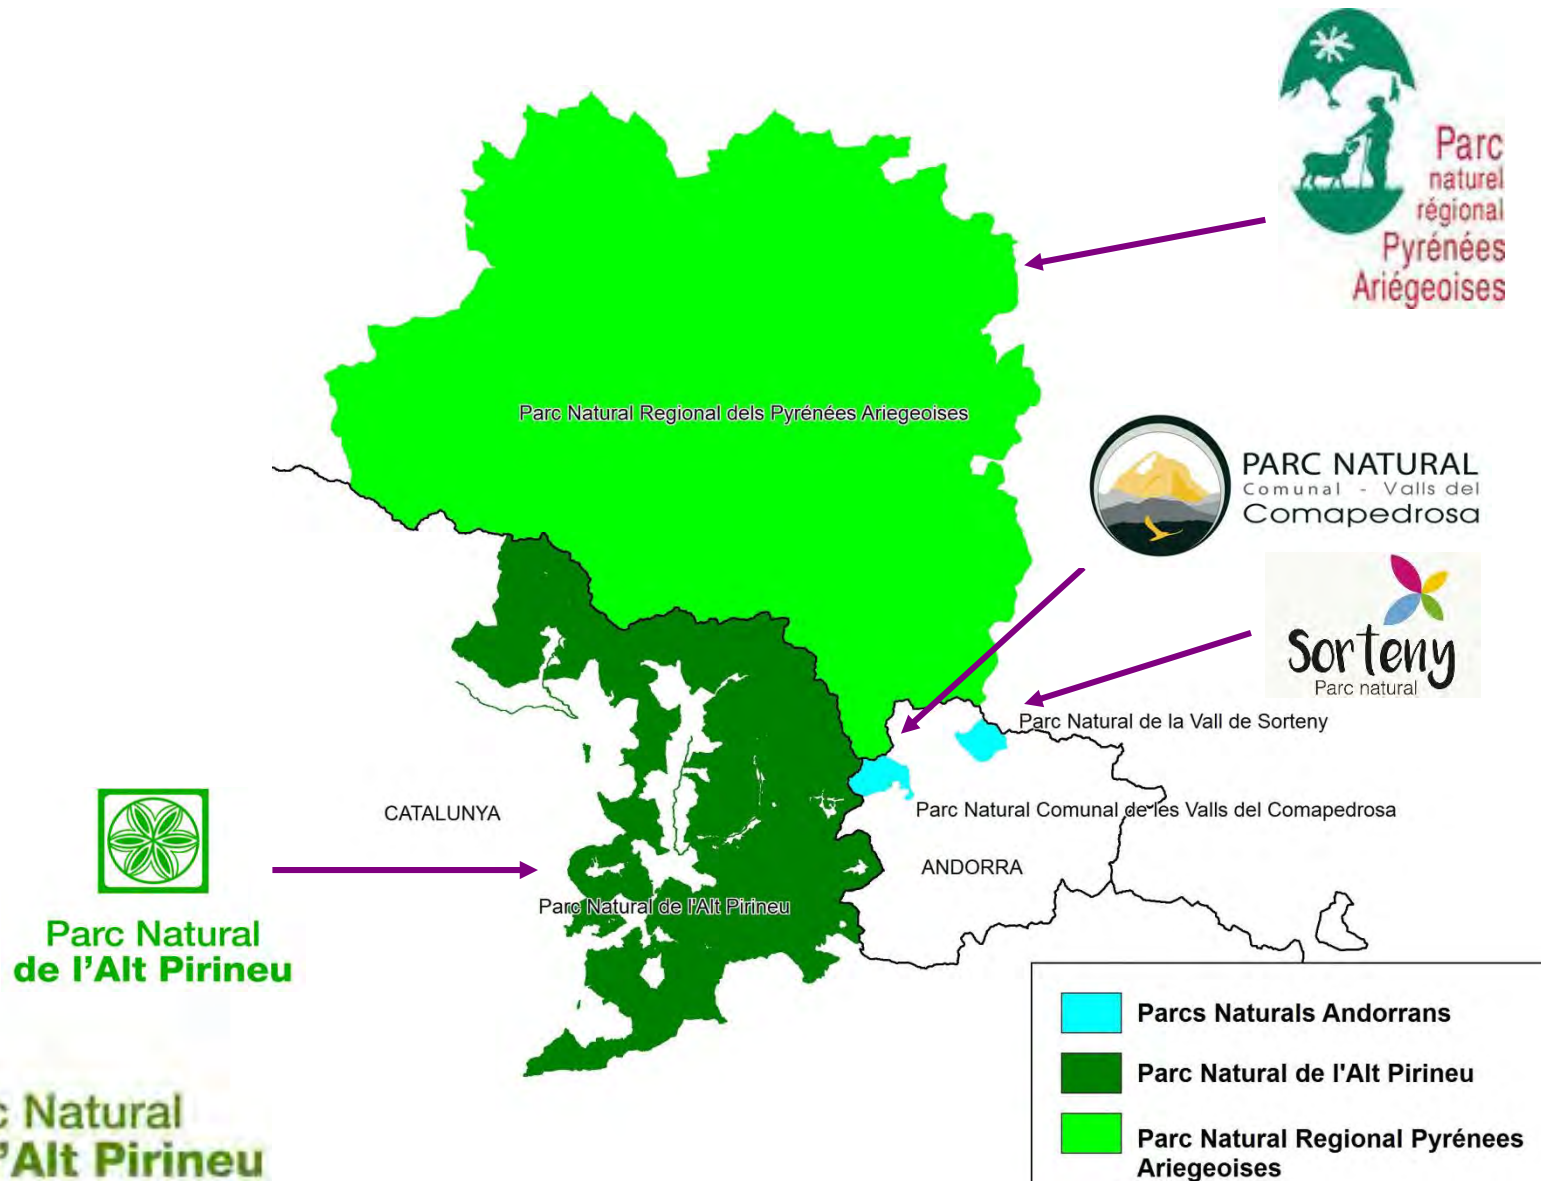 Parc
naturel
régional
Pyrénées
Ariégeoises
Parc Natural Regional dels Pyrénées Ariegeoises
PARC NATURAL
Comunal - Valls del
Comapedrosa
Sorteny
Parc natural
Parc Natural de la Vall de Sorteny
Parc Natural Comunal de les Valls del Comapedrosa
CATALUNYA
ANDORRA
Parc Natural de l'Alt Pirineu
Parc Natural
de l'Alt Pirineu
Parcs Naturals Andorrans
Parc Natural de l'Alt Pirineu
Parc Natural Regional Pyrénees
Ariegeoises
c Natural
'Alt Pirineu